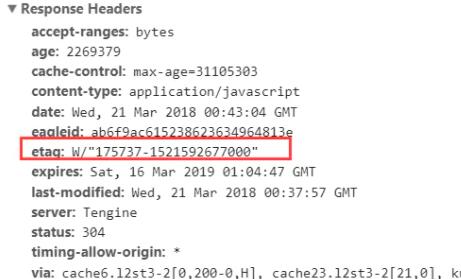 ▼ Response Headers
accept-ranges: bytes
age: 2269379
cache-control: max-age=31105303
content-type: application/javascript
date: Wed, 21 Mar 2018 00:43:04 GMT
eagleid: ab6f9ac615238623634964813e
etag: W/"175737-1521592677000"
expires: Sat, 16 Mar 2019 01:04:47 GMT
last-modified: Wed, 21 Mar 2018 00:37:57 GMT
server: Tengine
status: 304
timing-allow-origin: *
via: cache6.l2st3-2[0,200-0,H], cache23.l2st3-2[21,0],